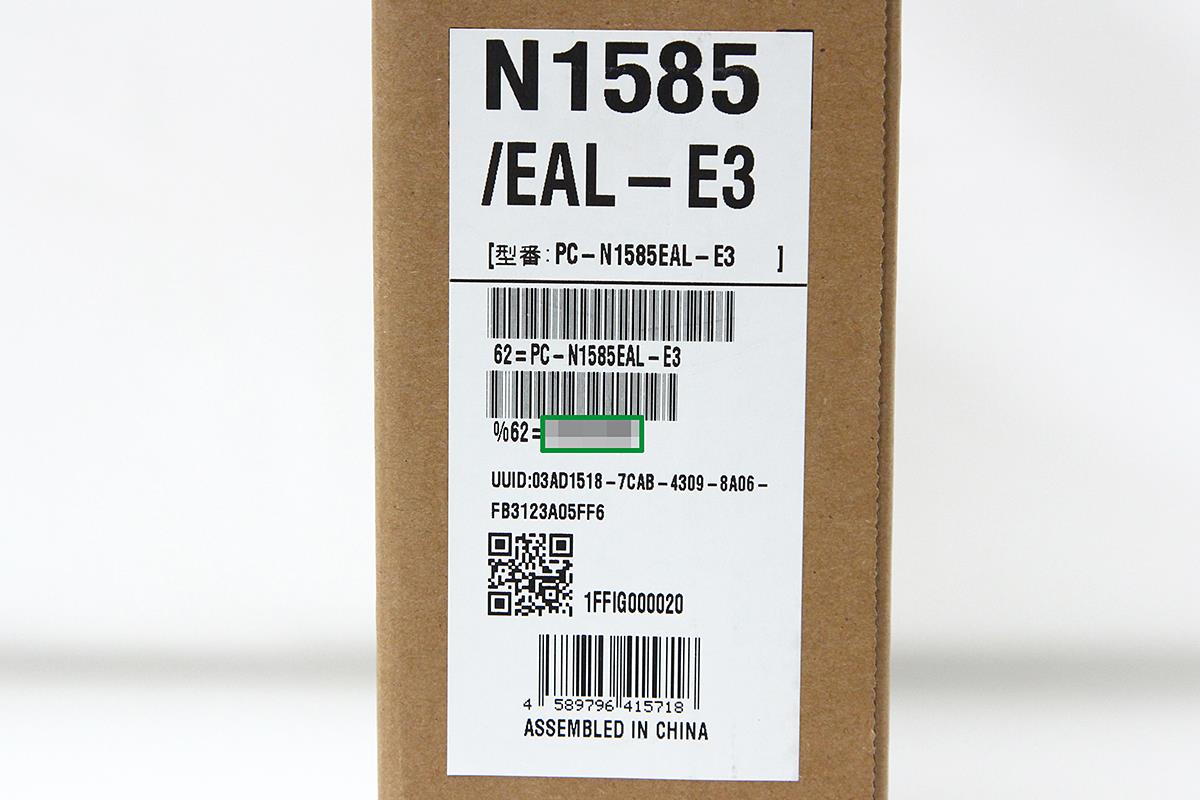 N1585
/EAL-E3
[型番:PC-N1585EAL-E3 ]
62=PC-N1585EAL-E3
%62=
UUID:03AD1518-7CAB-4309-8A06-
FB3123A05FF6
1FFIG000020
4 589796 415718
ASSEMBLED IN CHINA